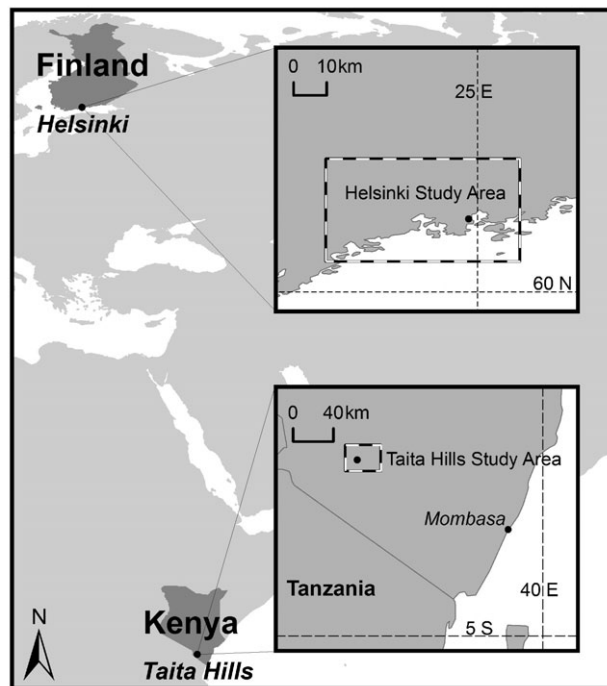 Finland
Helsinki
0 10km
25 E
Helsinki Study Area
60 N
0 40km
Taita Hills Study Area
Mombasa
Tanzania
40 E
5 S
N
Kenya
Taita Hills